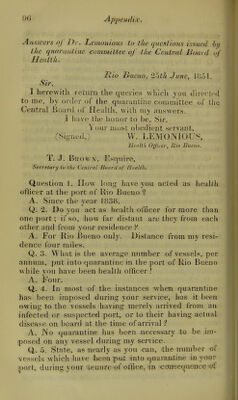 96 Appendix.
Answers of Dr. Lemonious to the questions issued by
the quarantine committee of the Central Board of
Health.
Rio Bueno, 25th June, 1851.
Sir,
I herewith return the queries which you directed
to me, by order of the quarantine committee of the
Central Board of Health, with my answers.
I have the honor to be, Sir,
Your most obedient servant,
(Signed,) W. LEMONIOUS,
Health Officer, Rio Bueno.
T. J. Brown, Esquire,
Secretary to the Central Board of Health.
Question 1. How long have you acted as health
officer at the port of Rio Bueno?
A. Since the year 1838.
Q. 2. Do you act as health officer for more than
one port; if so, how far distant are they from each
other and from your residence?
A. For Rio Bueno only. Distance from my resi-
dence four miles.
Q. 3. What is the average number of vessels, per
annum, put into quarantine in the port of Rio Bueno
while you have been health officer?
A. Four.
Q. 4. In most of the instances when quarantine
has been imposed during your service, has it been
owing to the vessels having merely arrived from an
infected or suspected port, or to their having actual
disease on board at the time of arrival?
A. No quarantine has been necessary to be im-
posed on any vessel during my service.
Q. 5. State, as nearly as you can, the number of
vessels which have been put into quarantine in your
port, during your tenure of office, in consequence of